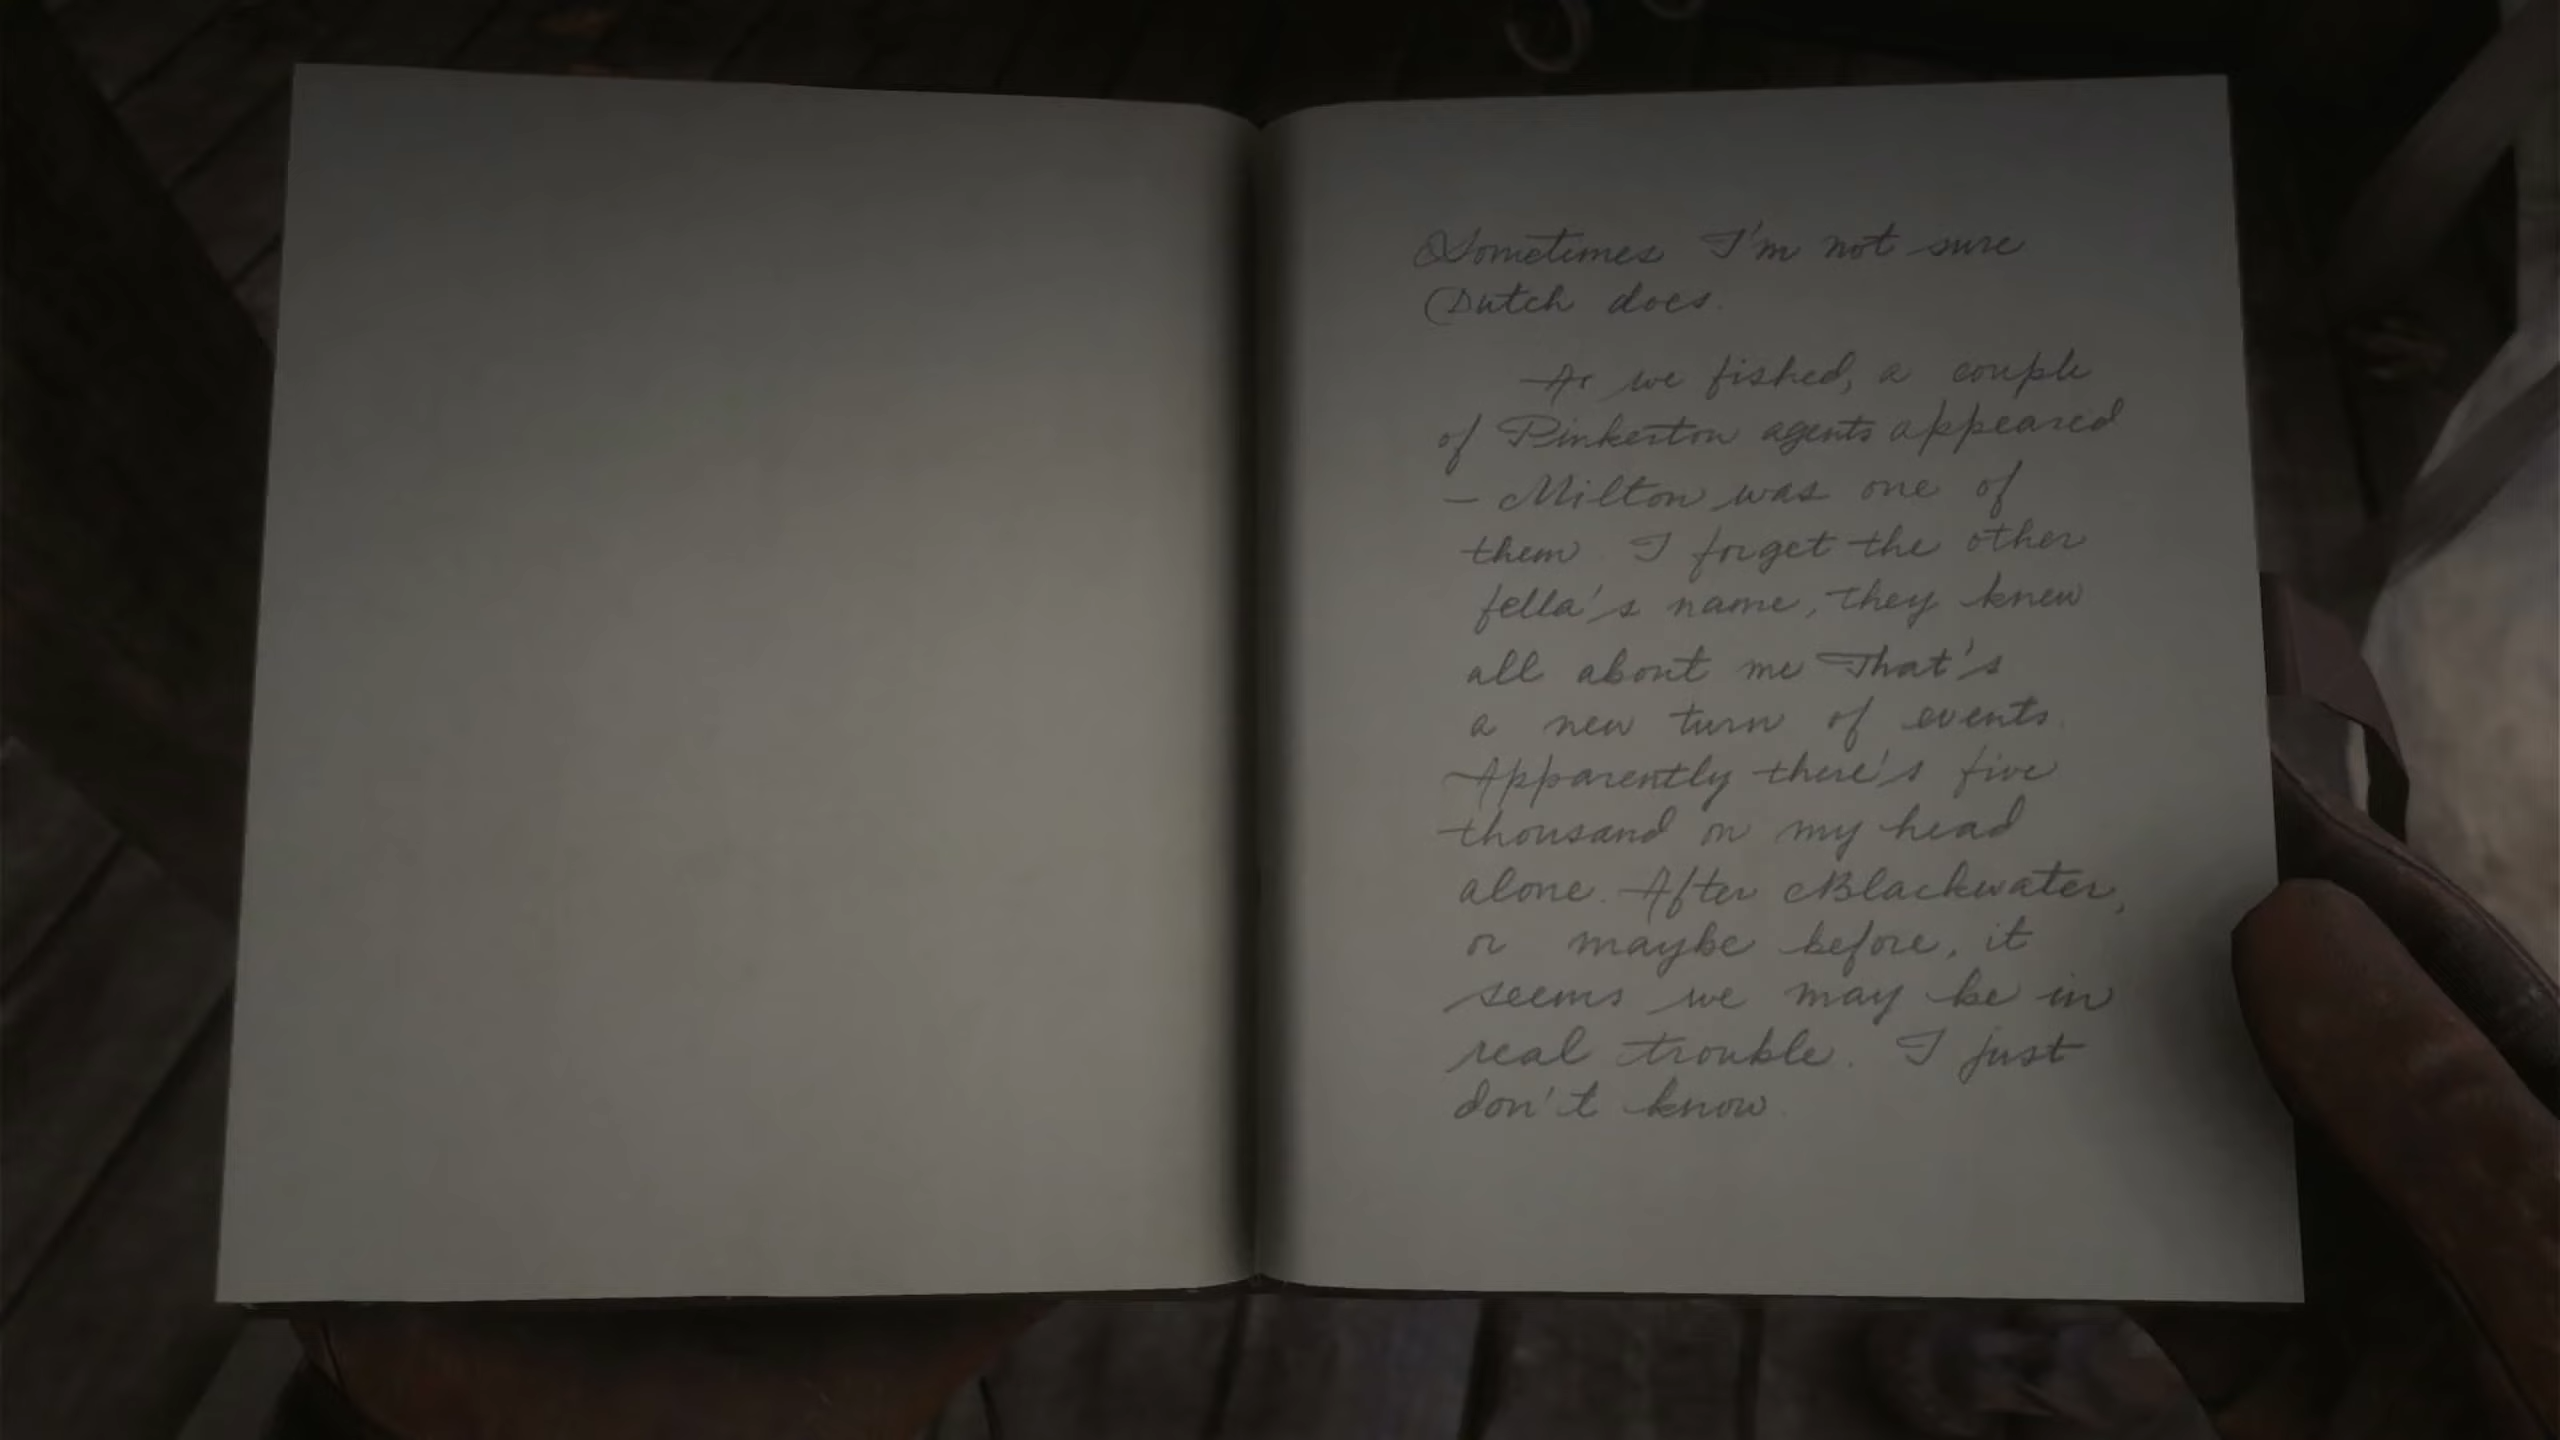 Sometimes I'm not sure
Dutch does.
As we fished, a couple
of Pinkerton agents appeared
– Milton was one of
them. I forget the other
fella's name, they knew
all about me That's
a new turn of events.
Apparently there's five
thousand on my head
alone. After Blackwater,
or maybe before, it
seems we may be in
real trouble. I just
don't know.